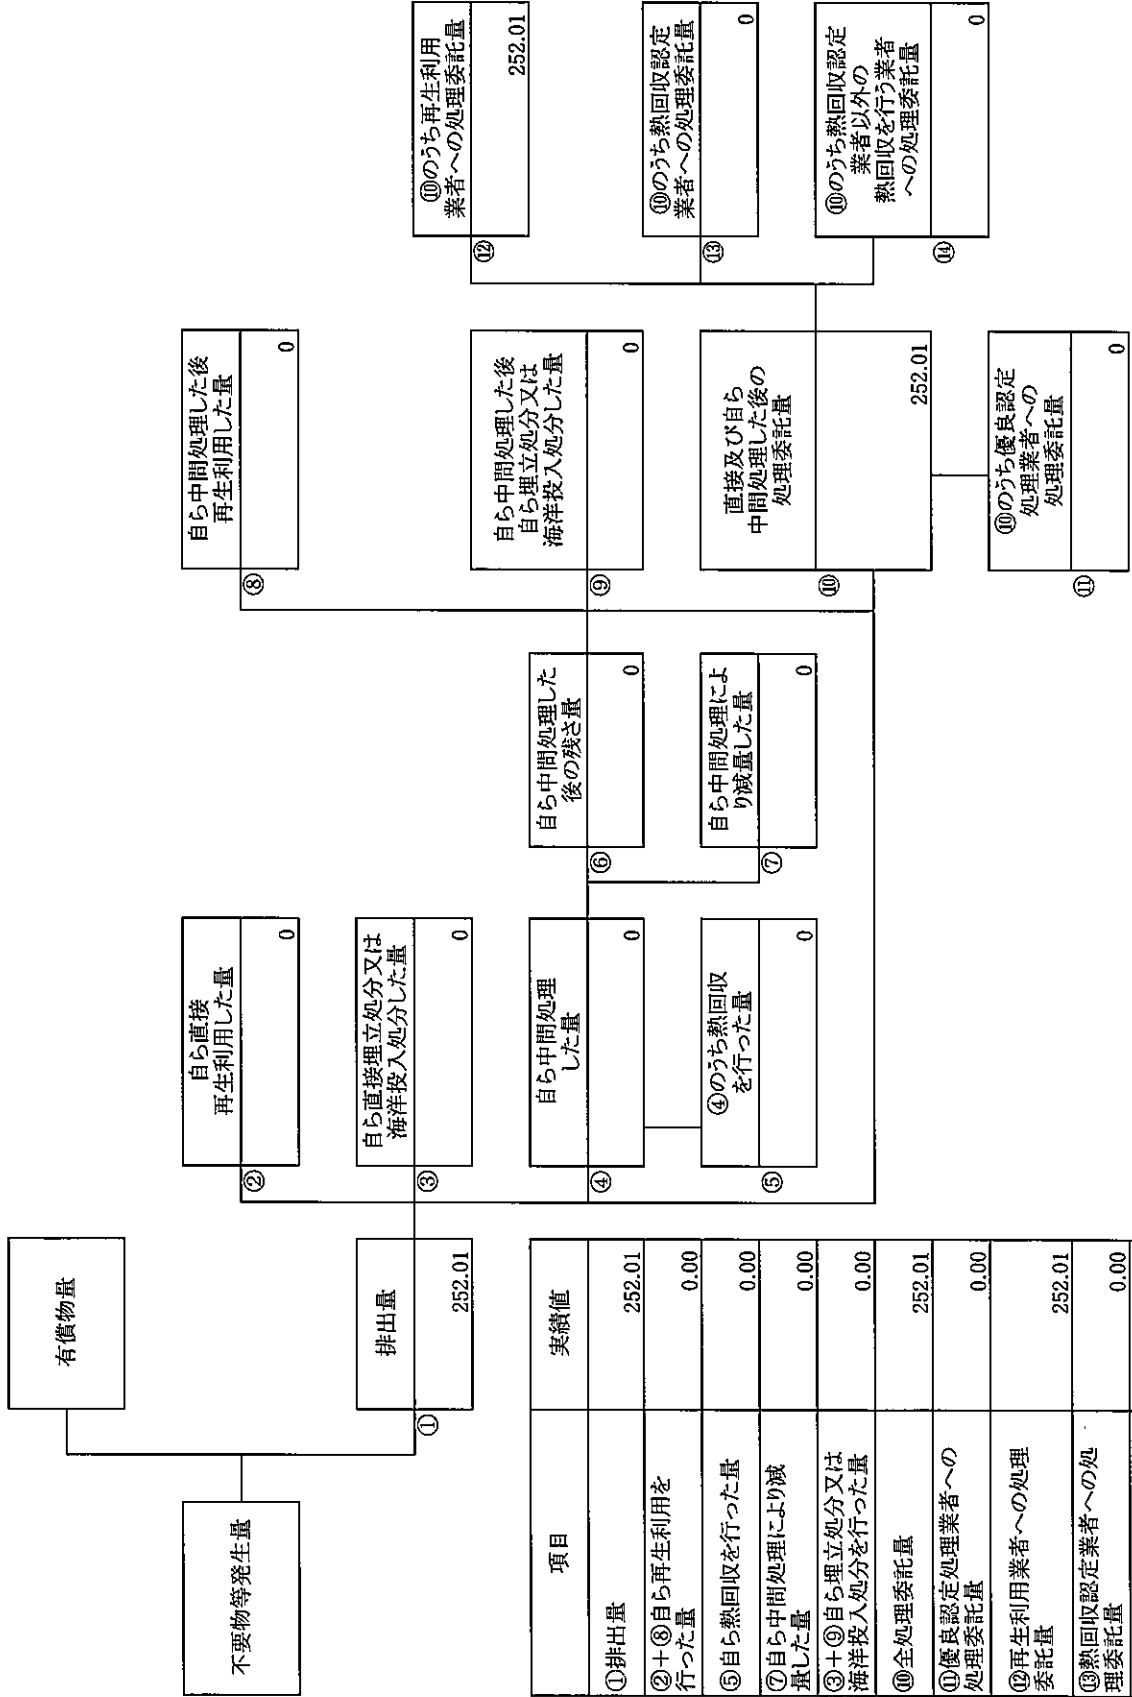 不要物等発生量
有償物量
①
排出量
252.01
②
自ら直接
再生利用した量
0
③
自ら直接埋立処分又は
海洋投入処分した量
0
④
自ら中間処理
した量
0
⑤
④のうち熱回収
を行った量
0
⑥
自ら中間処理した
後の残さ量
0
⑦
自ら中間処理によ
り減量した量
0
⑧
自ら中間処理した後
再生利用した量
0
⑨
自ら中間処理した後
自ら埋立処分又は
海洋投入処分した量
0
⑩
直接及び自ら
中間処理した後の
処理委託量
252.01
⑪
⑩のうち優良認定
処理業者への
処理委託量
0
⑫
⑩のうち再生利用
業者への処理委託量
252.01
⑬
⑩のうち熱回収認定
業者への処理委託量
0
⑭
⑩のうち熱回収認定
業者以外の
熱回収を行う業者
への処理委託量
0
項目 実績値
①排出量 252.01
②+⑧自ら再生利用を
行った量 0.00
⑤自ら熱回収を行った量 0.00
⑦自ら中間処理により減
量した量 0.00
③+⑨自ら埋立処分又は
海洋投入処分を行った量 0.00
⑩全処理委託量 252.01
⑪優良認定処理業者への
処理委託量 0.00
⑫再生利用業者への処理
委託量 252.01
⑬熱回収認定業者への処
理委託量 0.00